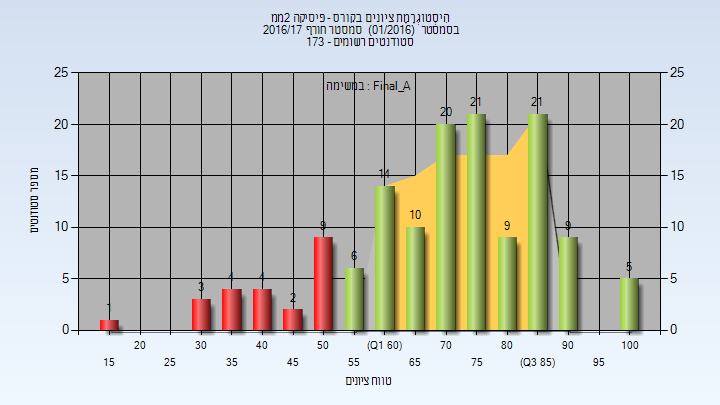 היסטוגרמת ציונים בקורס - פיסיקה 2ממ
בסמסטר (01/2016) סמסטר חורף 2016/17
סטודנטים רשומים - 173
במשימה : Final_A
25 25
20 20
15 15
10 10
5 5
0 0
מספר סטודנטים
1 3 4 4 2 9 6 14 10 20 21 9 21 9 5
20 30 40 50 (Q1 60) 70 80 90 100
15 25 35 45 55 65 75 (Q3 85) 95
טווח ציונים